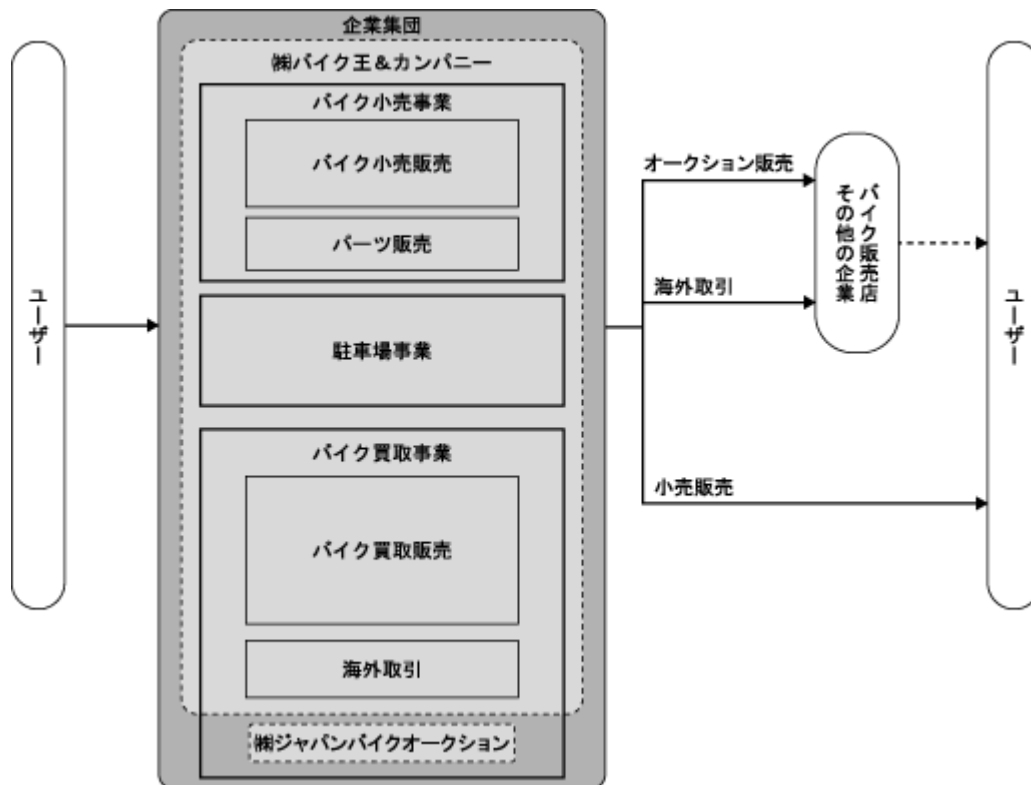 企業集団
㈱バイク王&カンパニー
バイク小売事業
バイク小売販売
パーツ販売
駐車場事業
バイク買取事業
バイク買取販売
海外取引
㈱ジャパンバイクオークション
ユーザー
オークション販売
海外取引
小売販売
バイク販売店
その他の企業
ユーザー